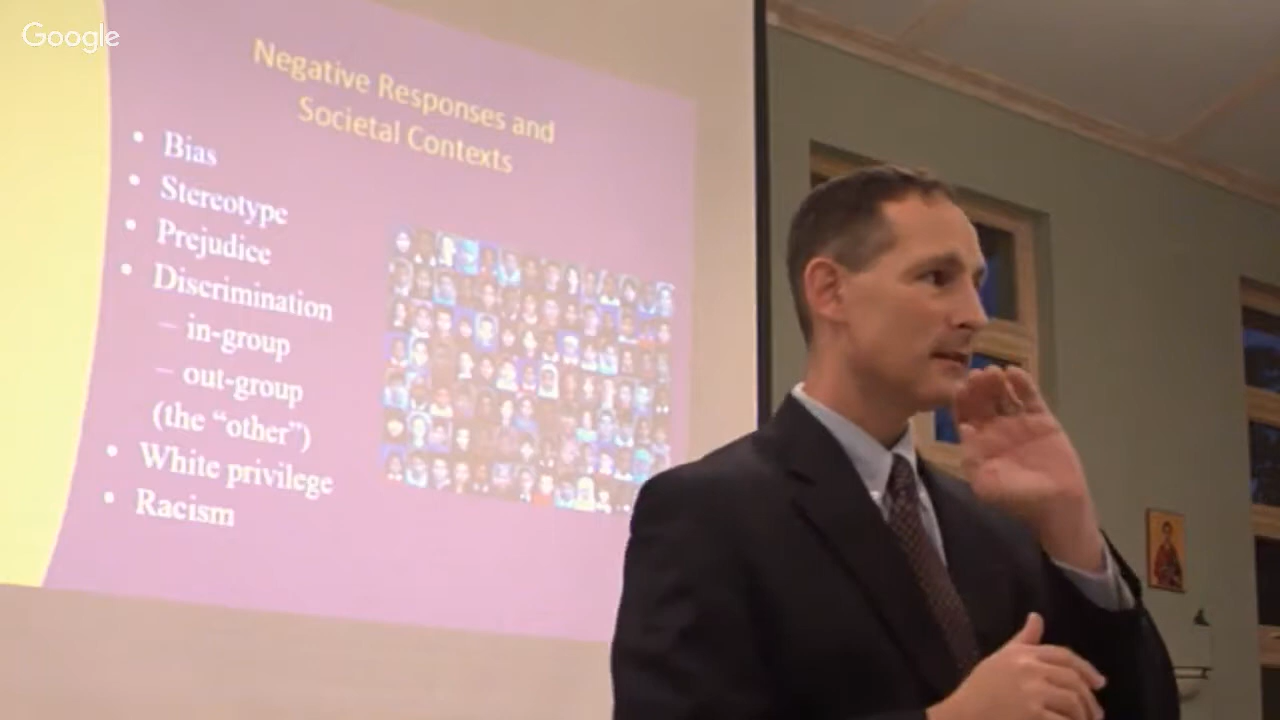 Google
Negative Responses and
Societal Contexts
• Bias
• Stereotype
• Prejudice
• Discrimination
– in-group
– out-group
(the “other”)
• White privilege
• Racism